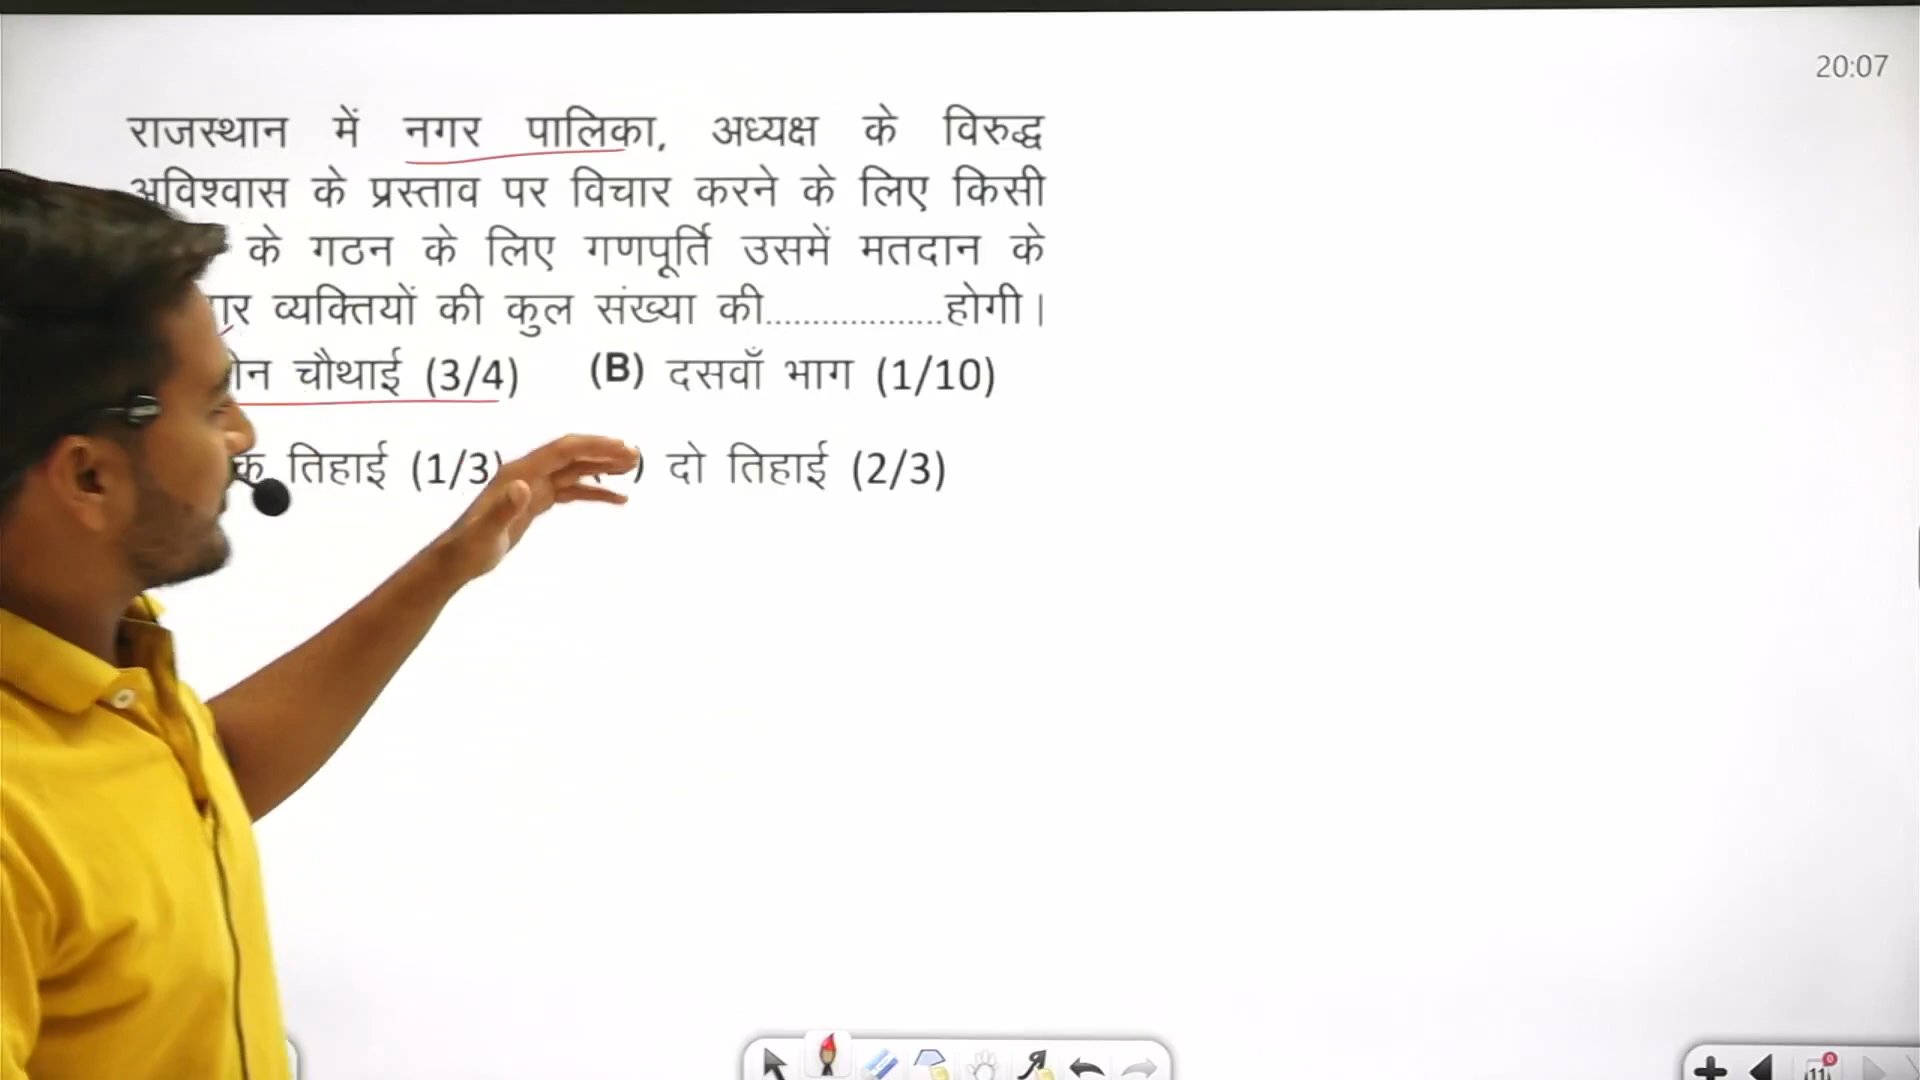 20:07
राजस्थान में नगर पालिका, अध्यक्ष के विरुद्ध
अविश्वास के प्रस्ताव पर विचार करने के लिए किसी
के गठन के लिए गणपूर्ति उसमें मतदान के
व्यक्तियों की कुल संख्या की...................होगी।
चौथाई (3/4) (B) दसवाँ भाग (1/10)
तिहाई (1/3) दो तिहाई (2/3)
11